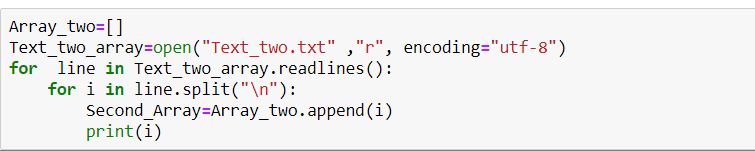 Array_two=[]
Text_two_array=open("Text_two.txt" ,"r", encoding="utf-8")
for  line in Text_two_array.readlines():
    for i in line.split("\n"):
        Second_Array=Array_two.append(i)
        print(i)